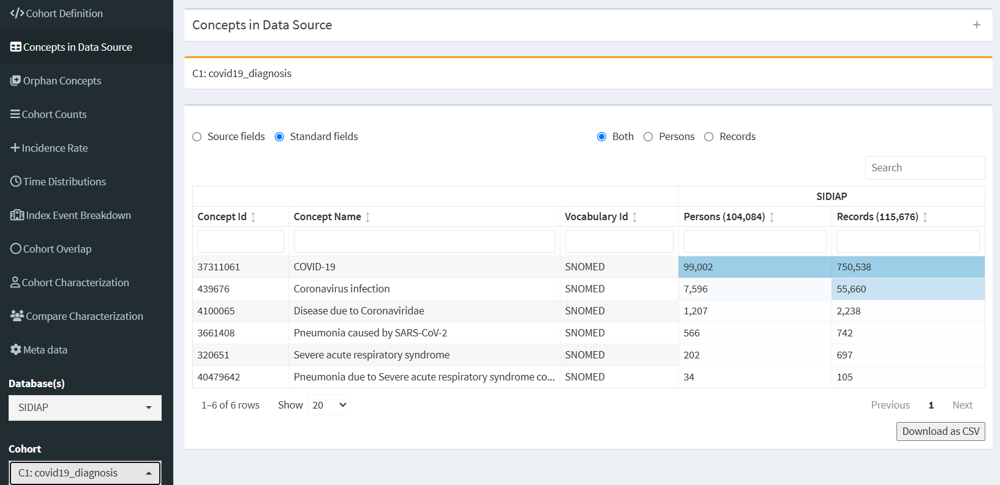 Cohort Definition
Concepts in Data Source
Orphan Concepts
Cohort Counts
Incidence Rate
Time Distributions
Index Event Breakdown
Cohort Overlap
Cohort Characterization
Compare Characterization
Meta data
Database(s)
SIDIAP
Cohort
C1: covid19_diagnosis
Concepts in Data Source
C1: covid19_diagnosis
Source fields Standard fields Both Persons Records
Search
SIDIAP
Concept Id Concept Name Vocabulary Id Persons (104,084) Records (115,676)
37311061 COVID-19 SNOMED 99,002 750,538
439676 Coronavirus infection SNOMED 7,596 55,660
4100065 Disease due to Coronaviridae SNOMED 1,207 2,238
3661408 Pneumonia caused by SARS-CoV-2 SNOMED 566 742
320651 Severe acute respiratory syndrome SNOMED 202 697
40479642 Pneumonia due to Severe acute respiratory syndrome co... SNOMED 34 105
1–6 of 6 rows Show 20 Previous 1 Next
Download as CSV